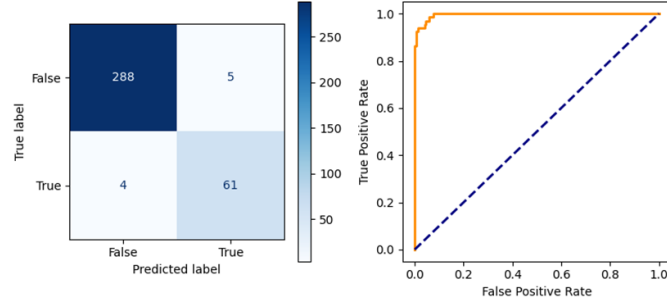 False
288
5
True
4
61
False
True
Predicted label
True label
250
200
150
100
50
1.0
0.8
0.6
0.4
0.2
0.0
True Positive Rate
0.0
0.2
0.4
0.6
0.8
1.0
False Positive Rate